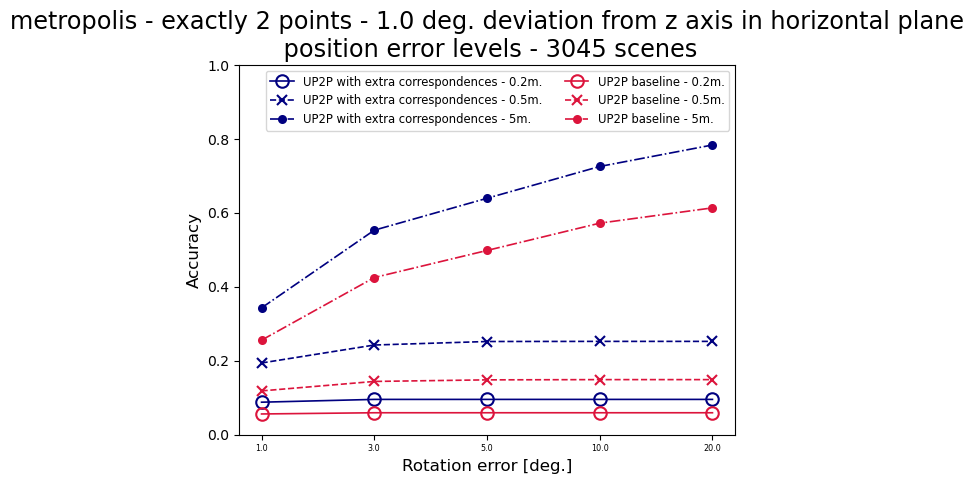 metropolis - exactly 2 points - 1.0 deg. deviation from z axis in horizontal plane
position error levels - 3045 scenes
UP2P with extra correspondences - 0.2m.
UP2P with extra correspondences - 0.5m.
UP2P with extra correspondences - 5m.
UP2P baseline - 0.2m.
UP2P baseline - 0.5m.
UP2P baseline - 5m.
Accuracy
1.0
0.8
0.6
0.4
0.2
0.0
1.0 3.0 5.0 10.0 20.0
Rotation error [deg.]